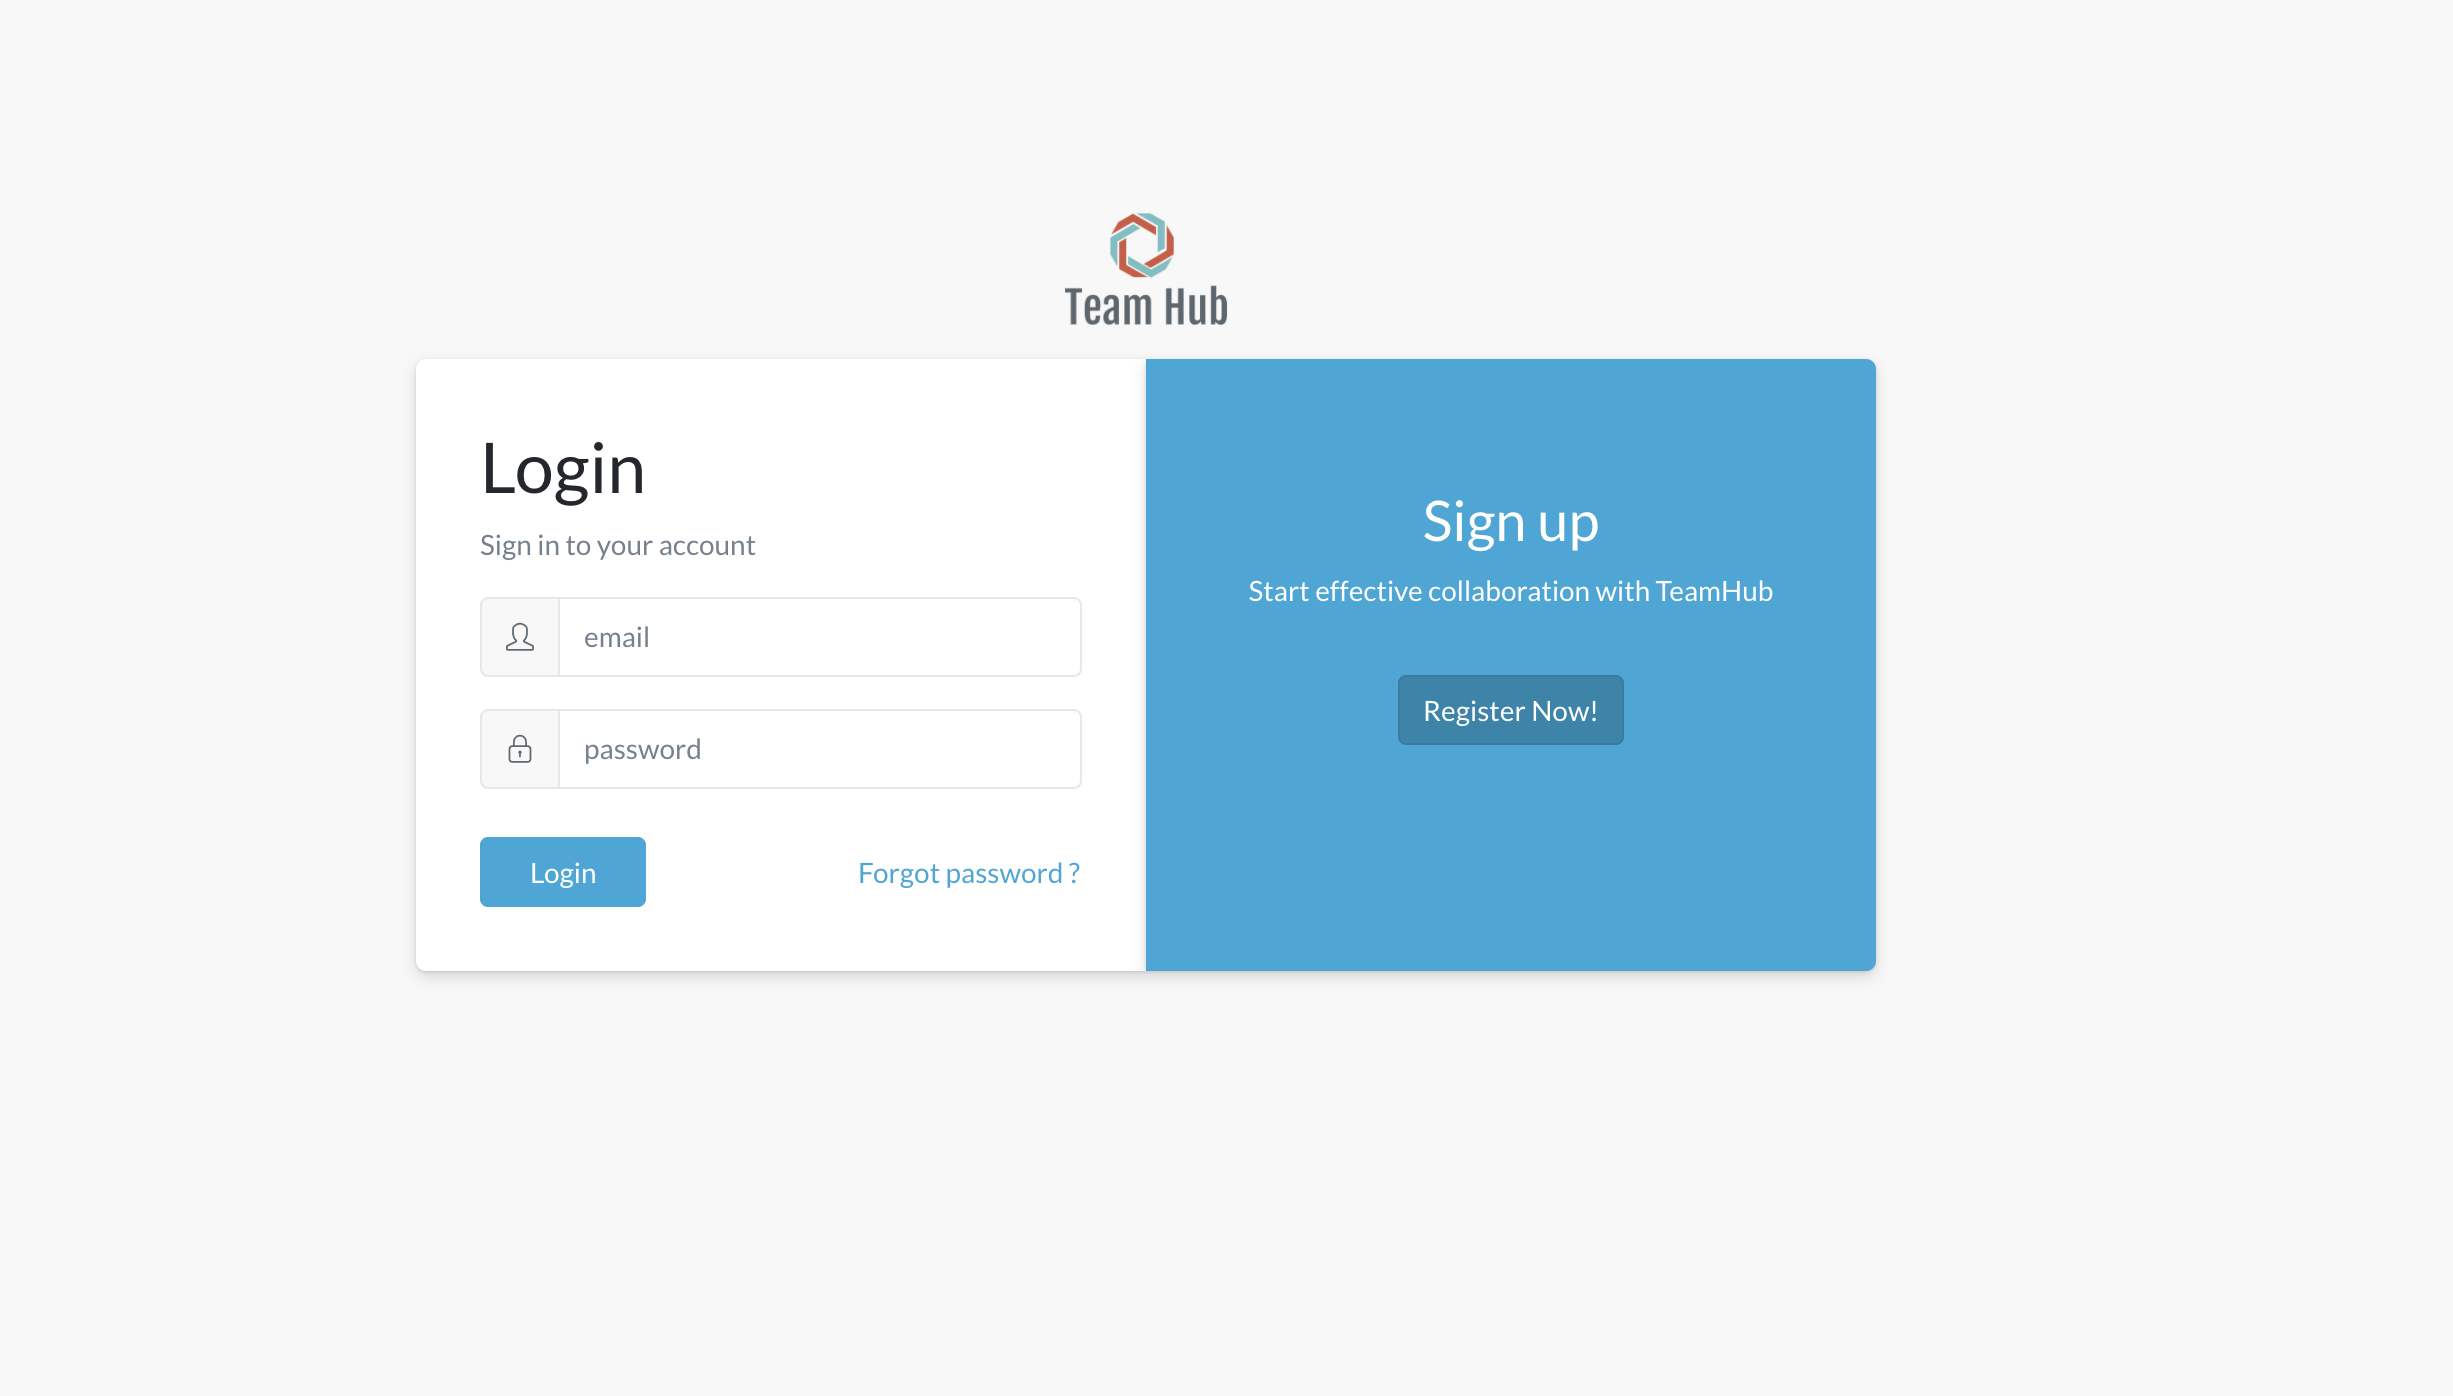 Team Hub
Login
Sign in to your account
email
password
Login
Forgot password ?
Sign up
Start effective collaboration with TeamHub
Register Now!